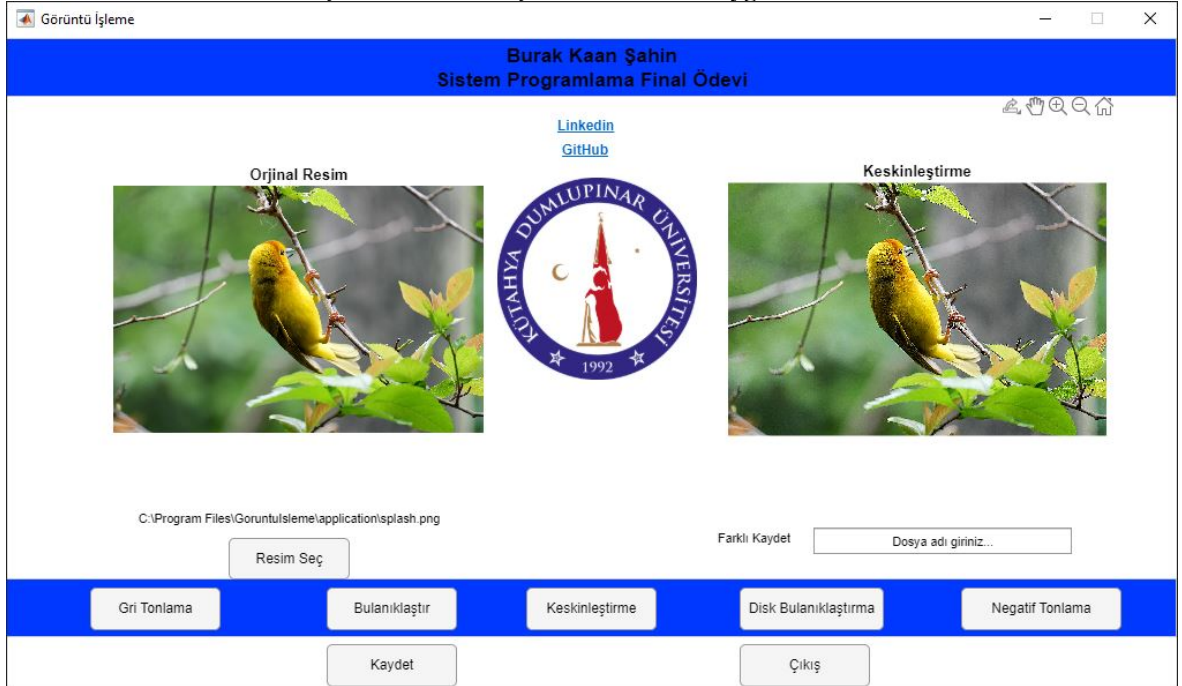 Görüntü İşleme
Burak Kaan Şahin
Sistem Programlama Final Ödevi
Linkedin
GitHub
Orjinal Resim
KÜTAHYA DUMLUPINAR ÜNİVERSİTESİ
1992
Keskinleştirme
C:\Program Files\GoruntuIsleme\application\splash.png
Resim Seç
Farklı Kaydet
Dosya adı giriniz...
Gri Tonlama
Bulanıklaştır
Keskinleştirme
Disk Bulanıklaştırma
Negatif Tonlama
Kaydet
Çıkış